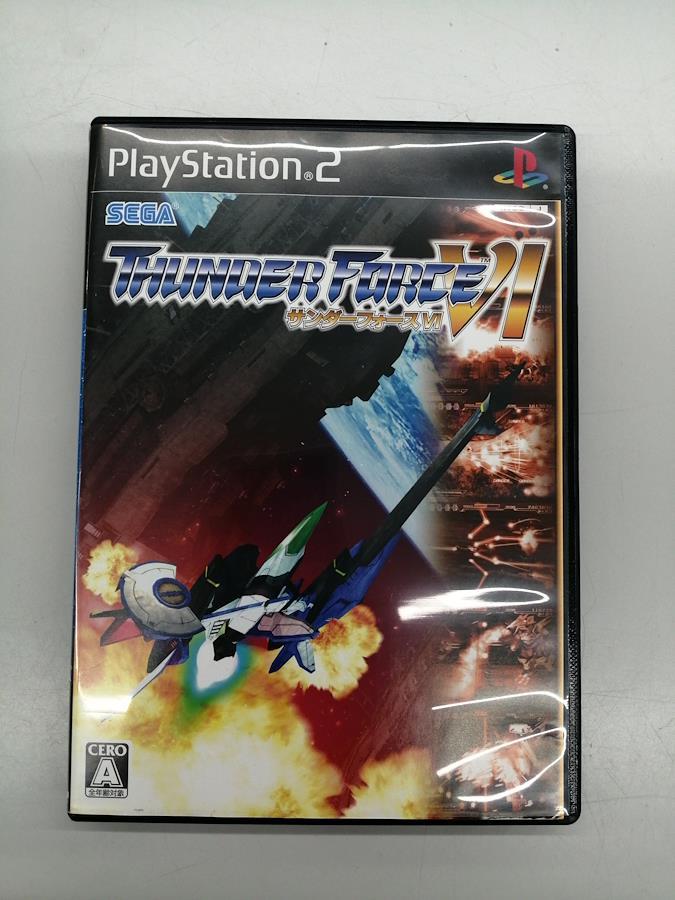 PlayStation®2
SEGA®
THUNDER FORCE VI™
サンダーフォースVI
CERO
A
全年齢対象